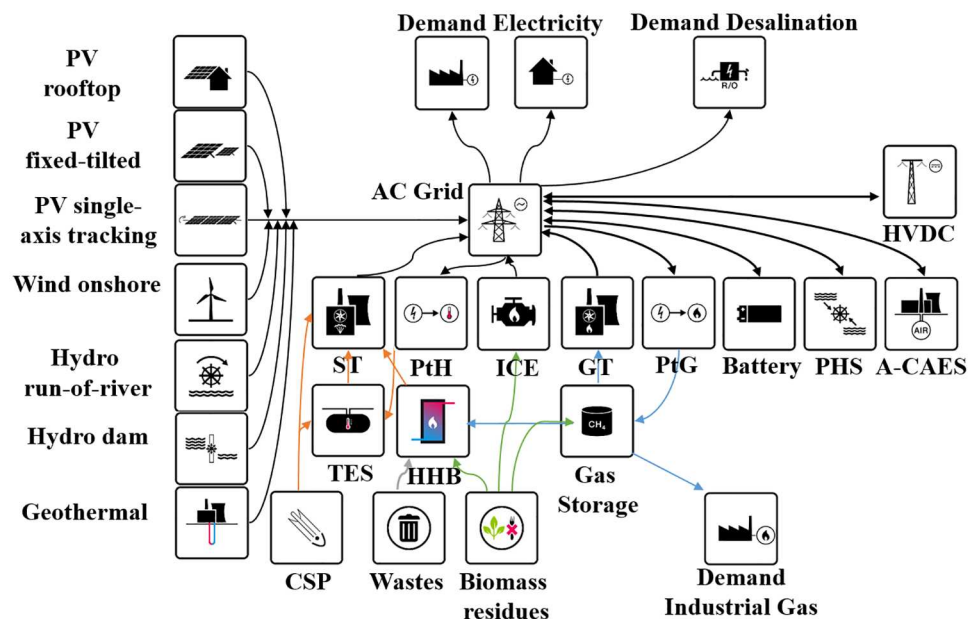 Demand Electricity
Demand Desalination
PV
rooftop
R/O
PV
fixed-tilted
AC Grid
PV single-
axis tracking
HVDC
Wind onshore
AIR
ST
PtH
ICE
GT
PtG
Battery
PHS
A-CAES
Hydro
run-of-river
CH₄
Hydro dam
TES
HHB
Gas
Storage
Geothermal
CSP
Wastes
Biomass
residues
Demand
Industrial Gas